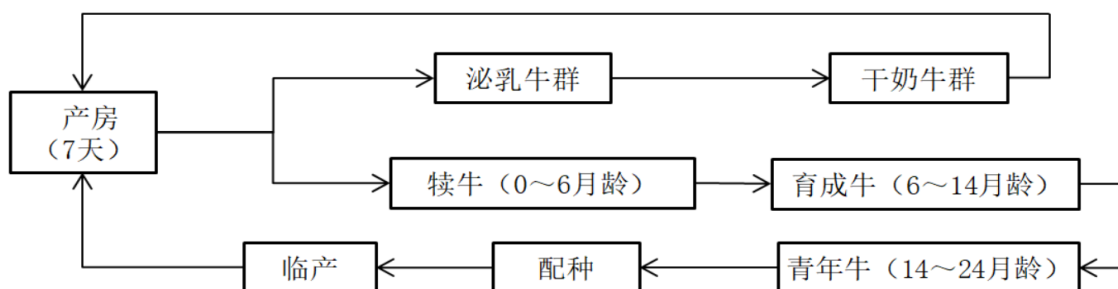 泌乳牛群
干奶牛群
产房
（7天）
犊牛（0～6月龄）
育成牛（6～14月龄）
临产
配种
青年牛（14～24月龄）